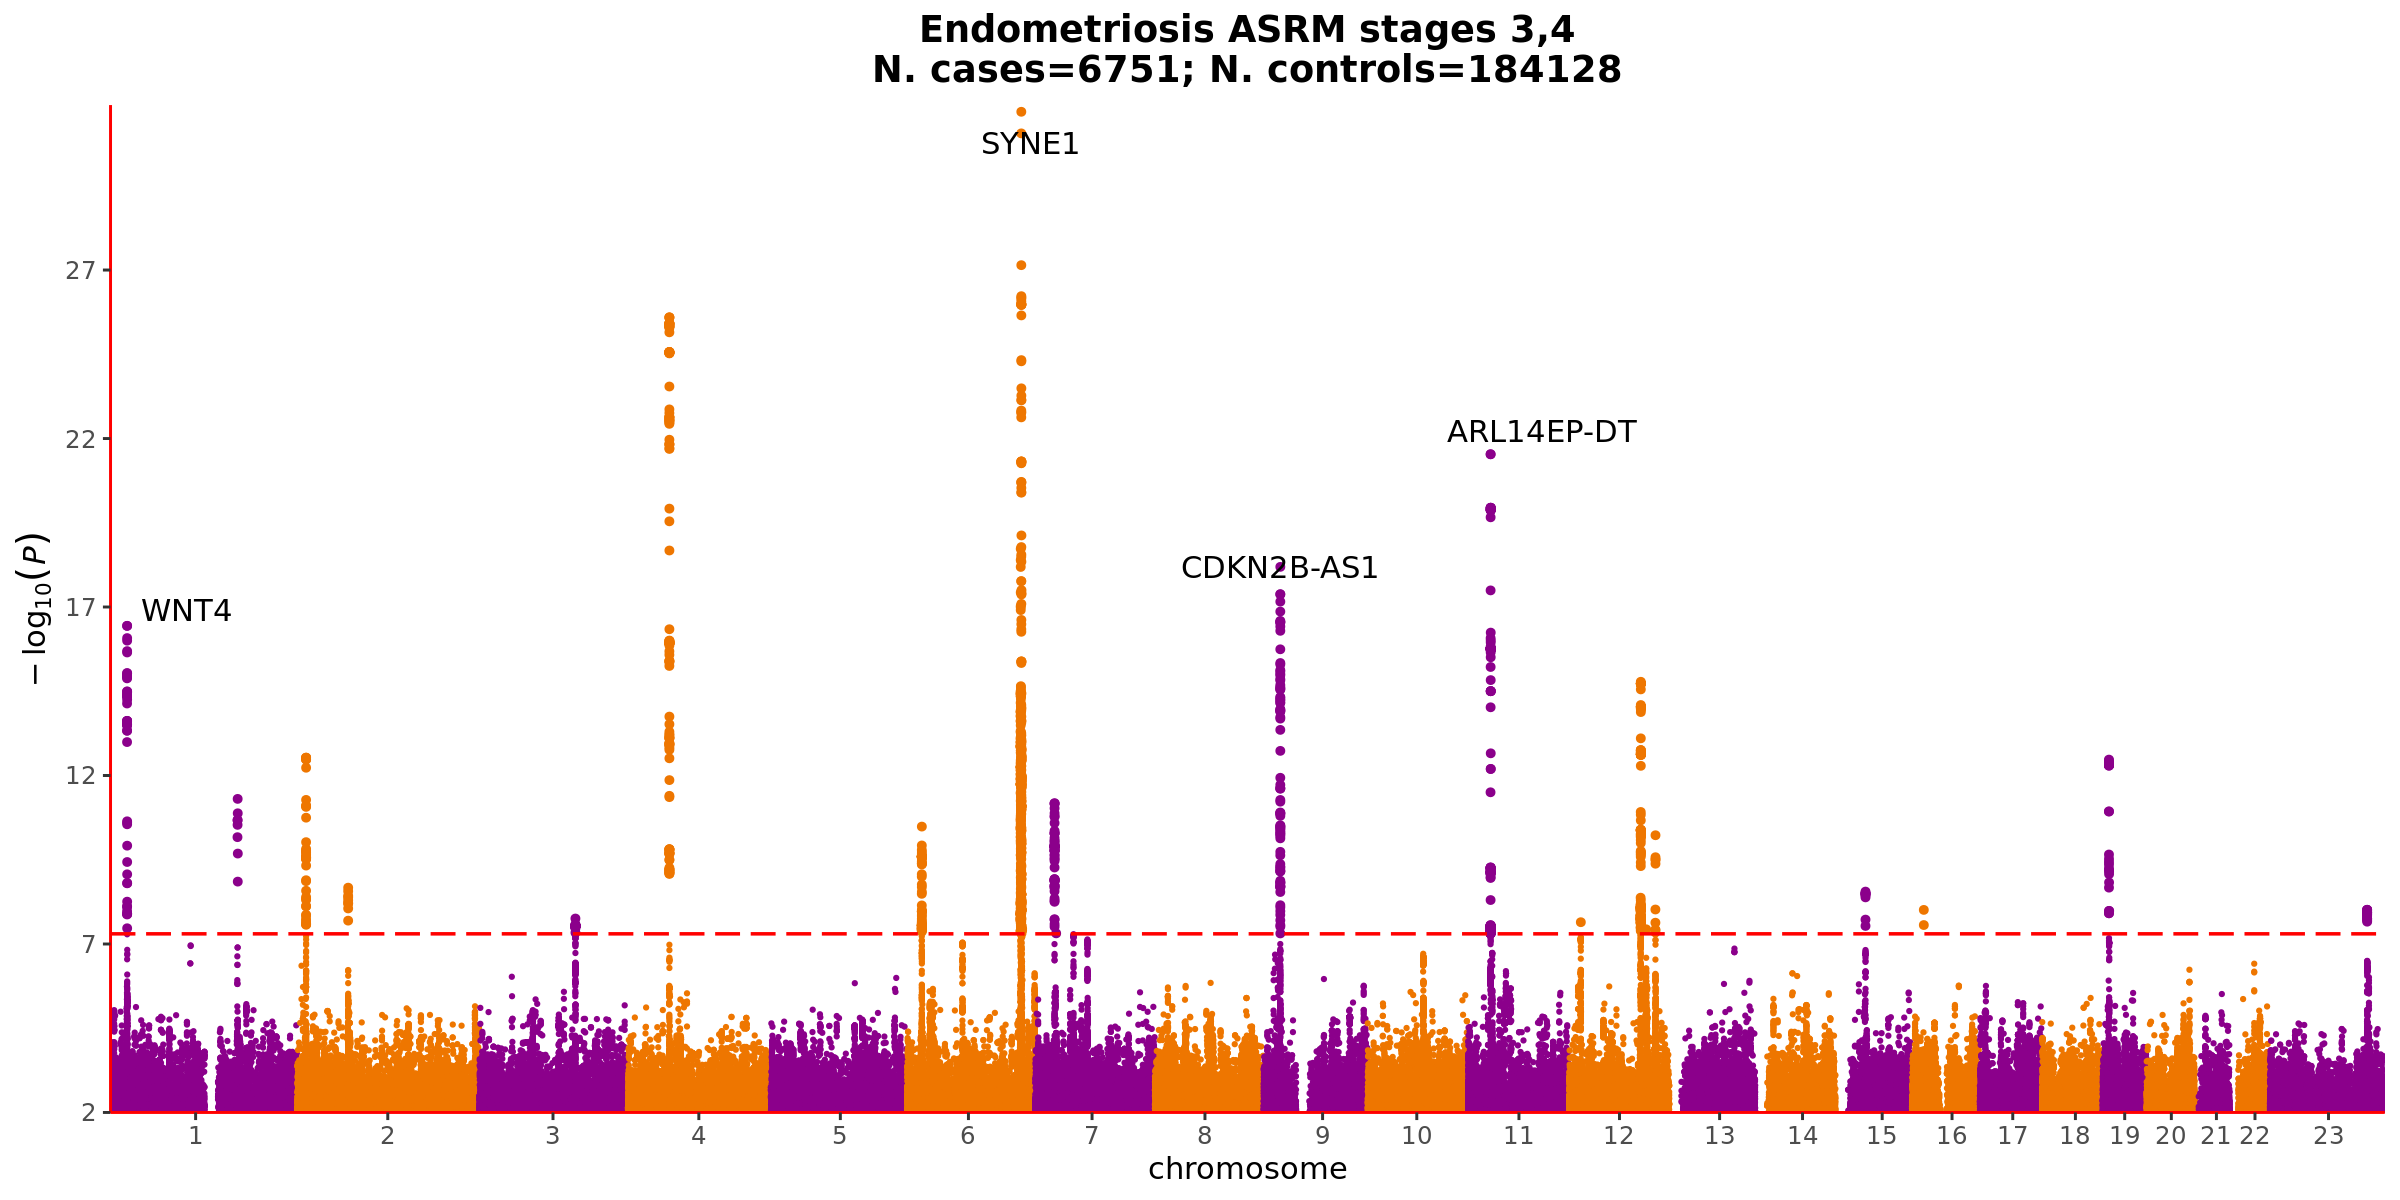 Endometriosis ASRM stages 3,4
N. cases=6751; N. controls=184128
SYNE1
27
22
ARL14EP-DT
CDKN2B-AS1
17
WNT4
−log₁₀(P)
12
7
2
1 2 3 4 5 6 7 8 9 10 11 12 13 14 15 16 17 18 19 20 21 22 23
chromosome